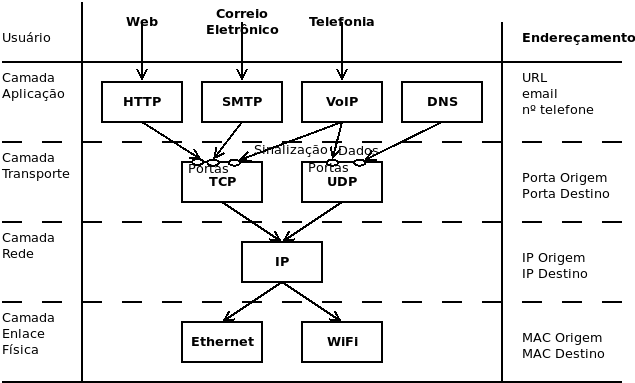 Usuário
Web
Correio
Eletrônico
Telefonia
Endereçamento
Camada
Aplicação
HTTP
SMTP
VoIP
DNS
URL
email
nº telefone
Sinalização
Dados
Camada
Transporte
Portas
TCP
Portas
UDP
Porta Origem
Porta Destino
Camada
Rede
IP
IP Origem
IP Destino
Camada
Enlace
Física
Ethernet
WiFi
MAC Origem
MAC Destino